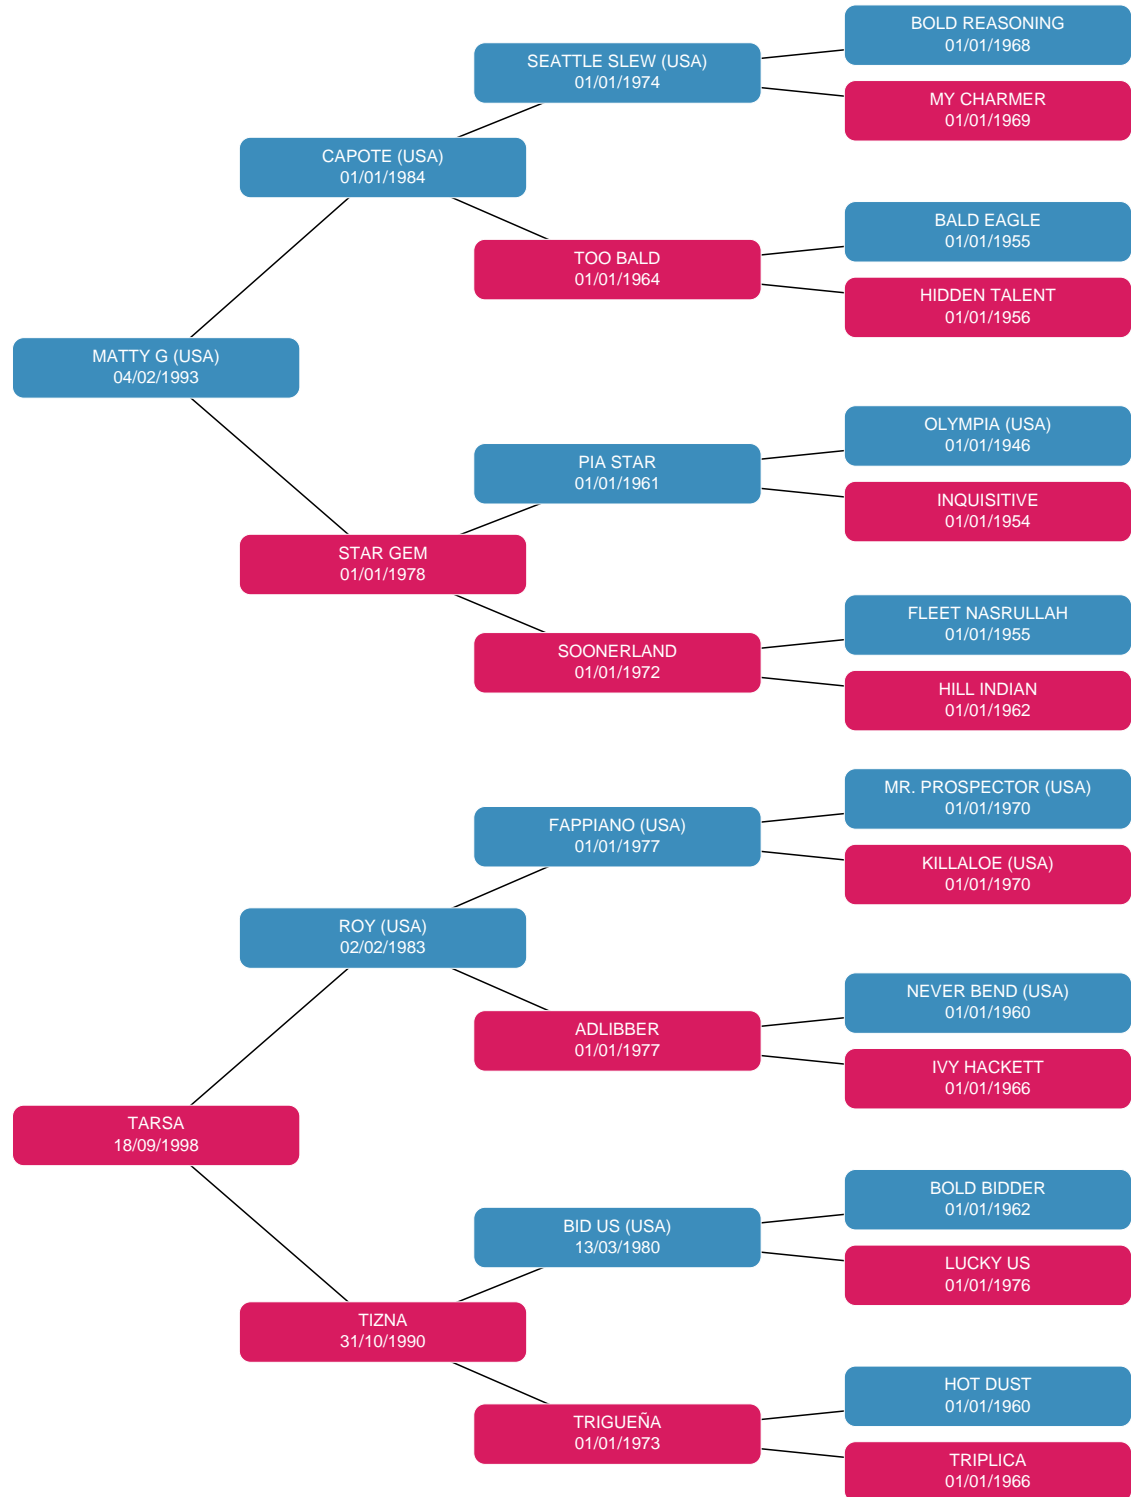 BOLD REASONING
01/01/1968
SEATTLE SLEW (USA)
01/01/1974
MY CHARMER
01/01/1969
CAPOTE (USA)
01/01/1984
BALD EAGLE
01/01/1955
TOO BALD
01/01/1964
HIDDEN TALENT
01/01/1956
MATTY G (USA)
04/02/1993
OLYMPIA (USA)
01/01/1946
PIA STAR
01/01/1961
INQUISITIVE
01/01/1954
STAR GEM
01/01/1978
FLEET NASRULLAH
01/01/1955
SOONERLAND
01/01/1972
HILL INDIAN
01/01/1962
MR. PROSPECTOR (USA)
01/01/1970
FAPPIANO (USA)
01/01/1977
KILLALOE (USA)
01/01/1970
ROY (USA)
02/02/1983
NEVER BEND (USA)
01/01/1960
ADLIBBER
01/01/1977
IVY HACKETT
01/01/1966
TARSA
18/09/1998
BOLD BIDDER
01/01/1962
BID US (USA)
13/03/1980
LUCKY US
01/01/1976
TIZNA
31/10/1990
HOT DUST
01/01/1960
TRIGUEÑA
01/01/1973
TRIPLICA
01/01/1966